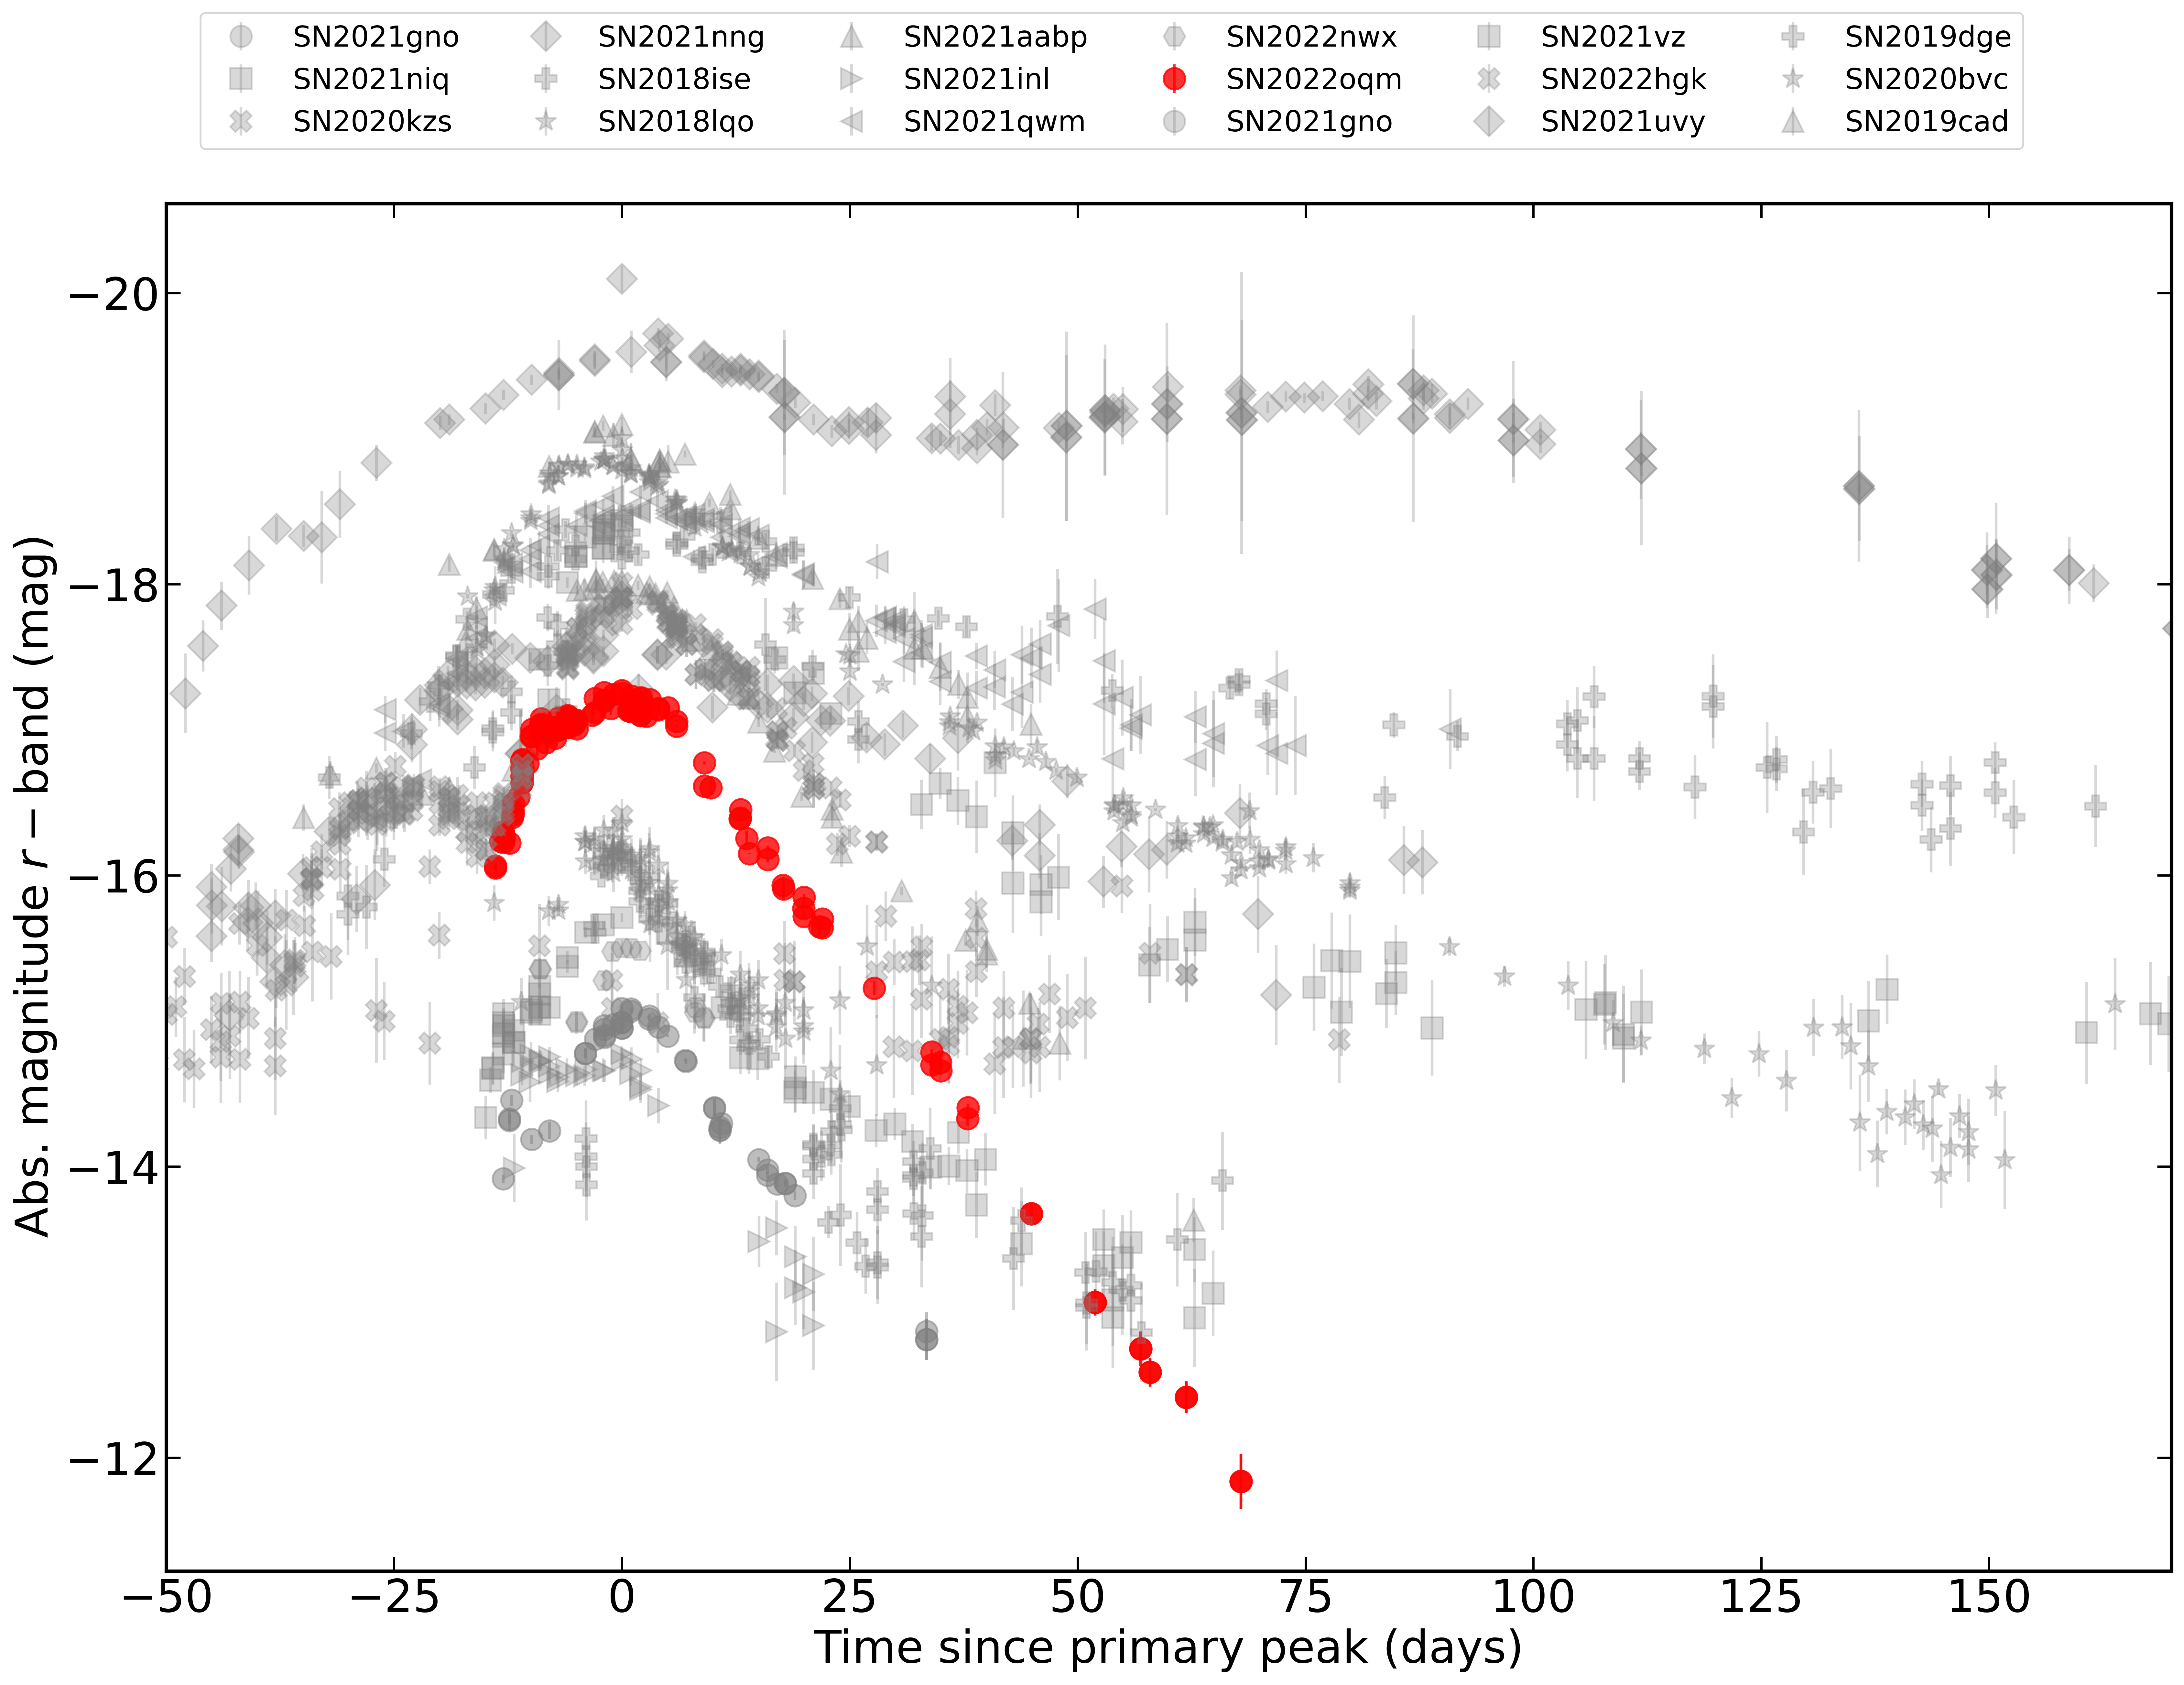 SN2021gno SN2021nng SN2021aabp SN2022nwx SN2021vz SN2019dge
SN2021niq SN2018ise SN2021inl SN2022oqm SN2022hgk SN2020bvc
SN2020kzs SN2018lqo SN2021qwm SN2021gno SN2021uvy SN2019cad
Abs. magnitude r − band (mag)
−20
−18
−16
−14
−12
−50 −25 0 25 50 75 100 125 150
Time since primary peak (days)